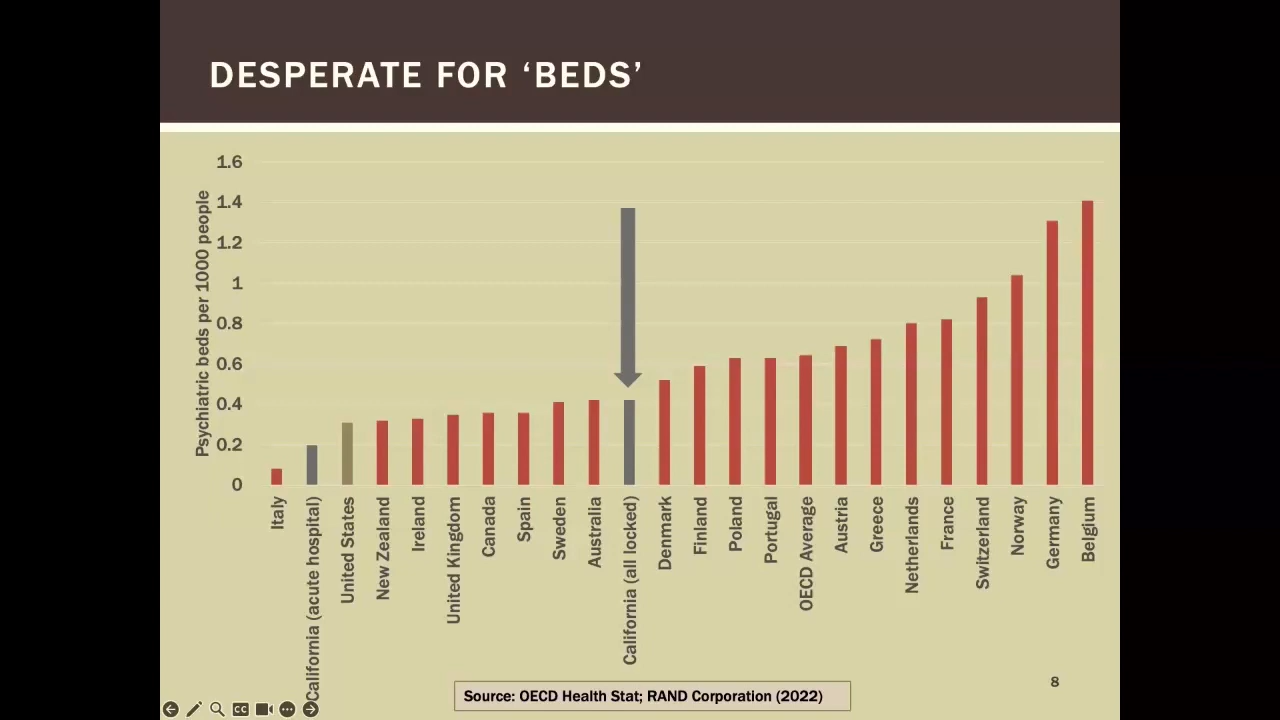 DESPERATE FOR ‘BEDS’
Psychiatric beds per 1000 people
1.6
1.4
1.2
1
0.8
0.6
0.4
0.2
0
Italy
California (acute hospital)
United States
New Zealand
Ireland
United Kingdom
Canada
Spain
Sweden
Australia
California (all locked)
Denmark
Finland
Poland
Portugal
OECD Average
Austria
Greece
Netherlands
France
Switzerland
Norway
Germany
Belgium
Source: OECD Health Stat; RAND Corporation (2022)
8
CC